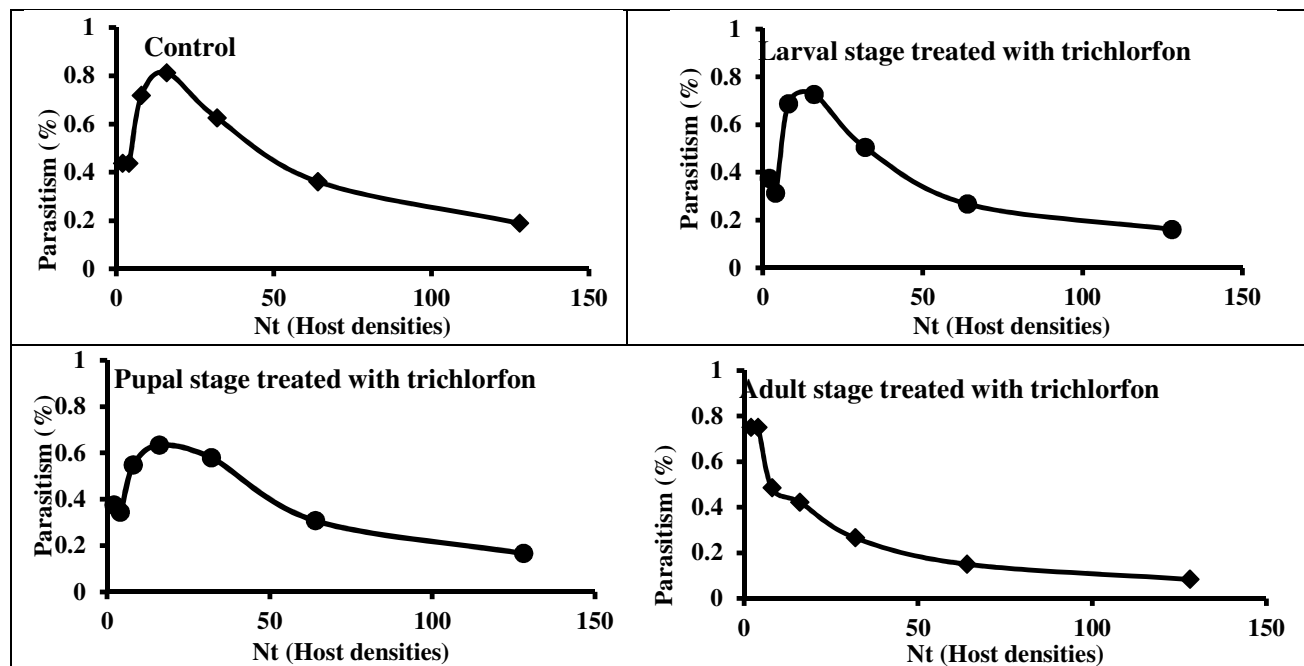 Control
Parasitism (%)
1
0.8
0.6
0.4
0.2
0
0 50 100 150
Nt (Host densities)
Larval stage treated with trichlorfon
Parasitism (%)
1
0.8
0.6
0.4
0.2
0
0 50 100 150
Nt (Host densities)
Pupal stage treated with trichlorfon
Parasitism (%)
1
0.8
0.6
0.4
0.2
0
0 50 100 150
Nt (Host densities)
Adult stage treated with trichlorfon
Parasitism (%)
1
0.8
0.6
0.4
0.2
0
0 50 100 150
Nt (Host densities)